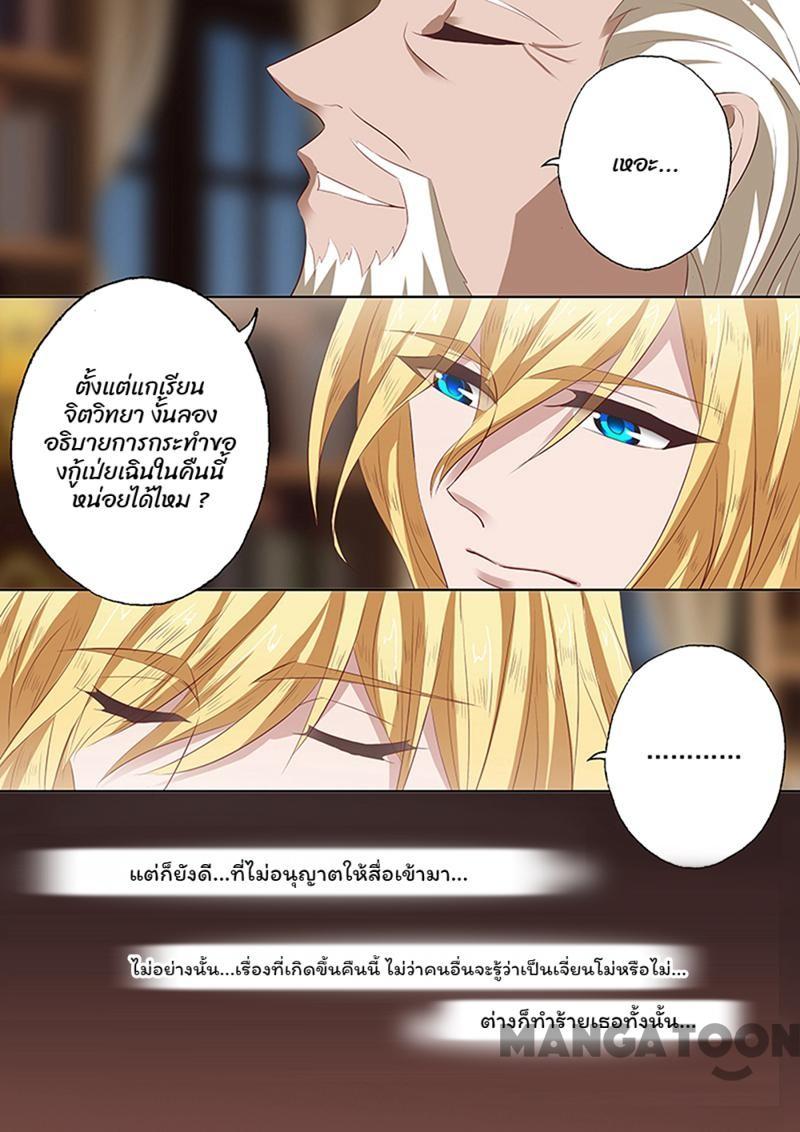 เหอะ...
ตั้งแต่แกเรียน
จิตวิทยา งั้นลอง
อธิบายการกระทำขอ
งกู้เป่ยเฉินในคืนนี้
หน่อยได้ไหม ?
............
แต่ก็ยังดี...ที่ไม่อนุญาตให้สื่อเข้ามา...
ไม่อย่างนั้น...เรื่องที่เกิดขึ้นคืนนี้ ไม่ว่าคนอื่นจะรู้ว่าเป็นเจี่ยนโม่หรือไม่...
ต่างก็ทำร้ายเธอทั้งนั้น...
MANGATOON